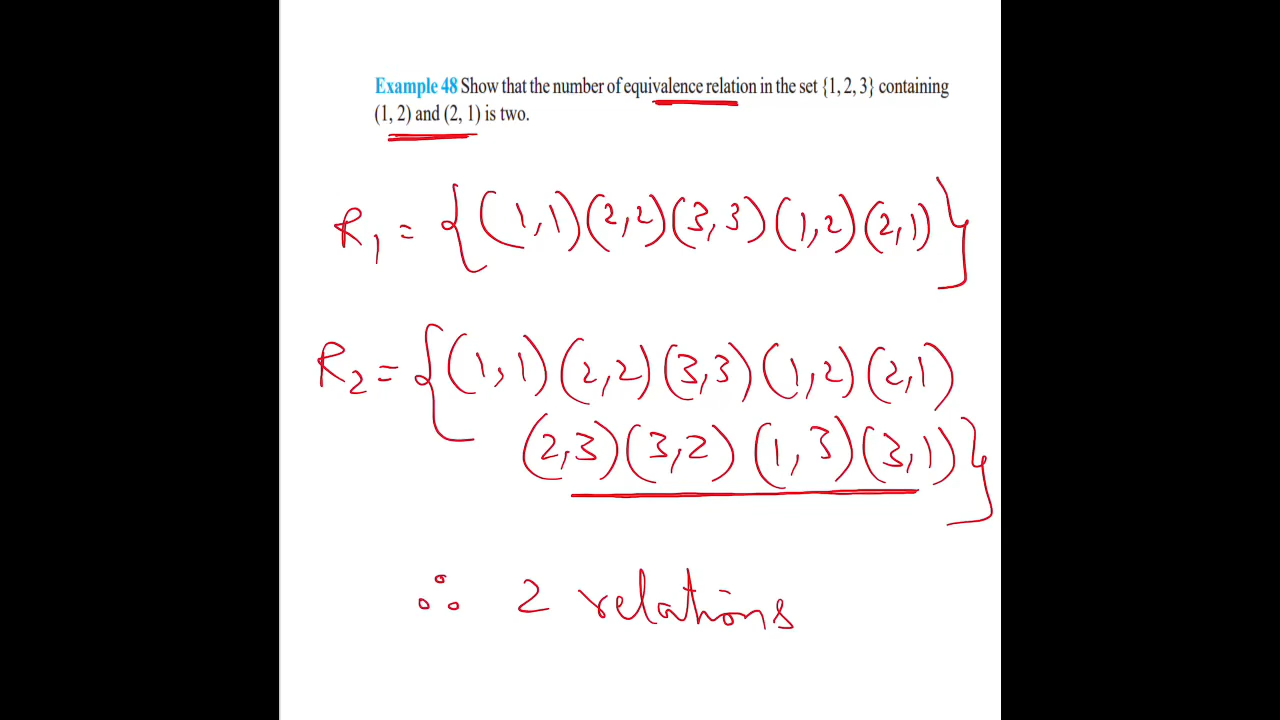 Example 48 Show that the number of equivalence relation in the set {1, 2, 3} containing
(1, 2) and (2, 1) is two.
R₁ = {(1,1)(2,2)(3,3)(1,2)(2,1)}
R₂ = {(1,1)(2,2)(3,3)(1,2)(2,1)
(2,3)(3,2)(1,3)(3,1)}
∴ 2 relations